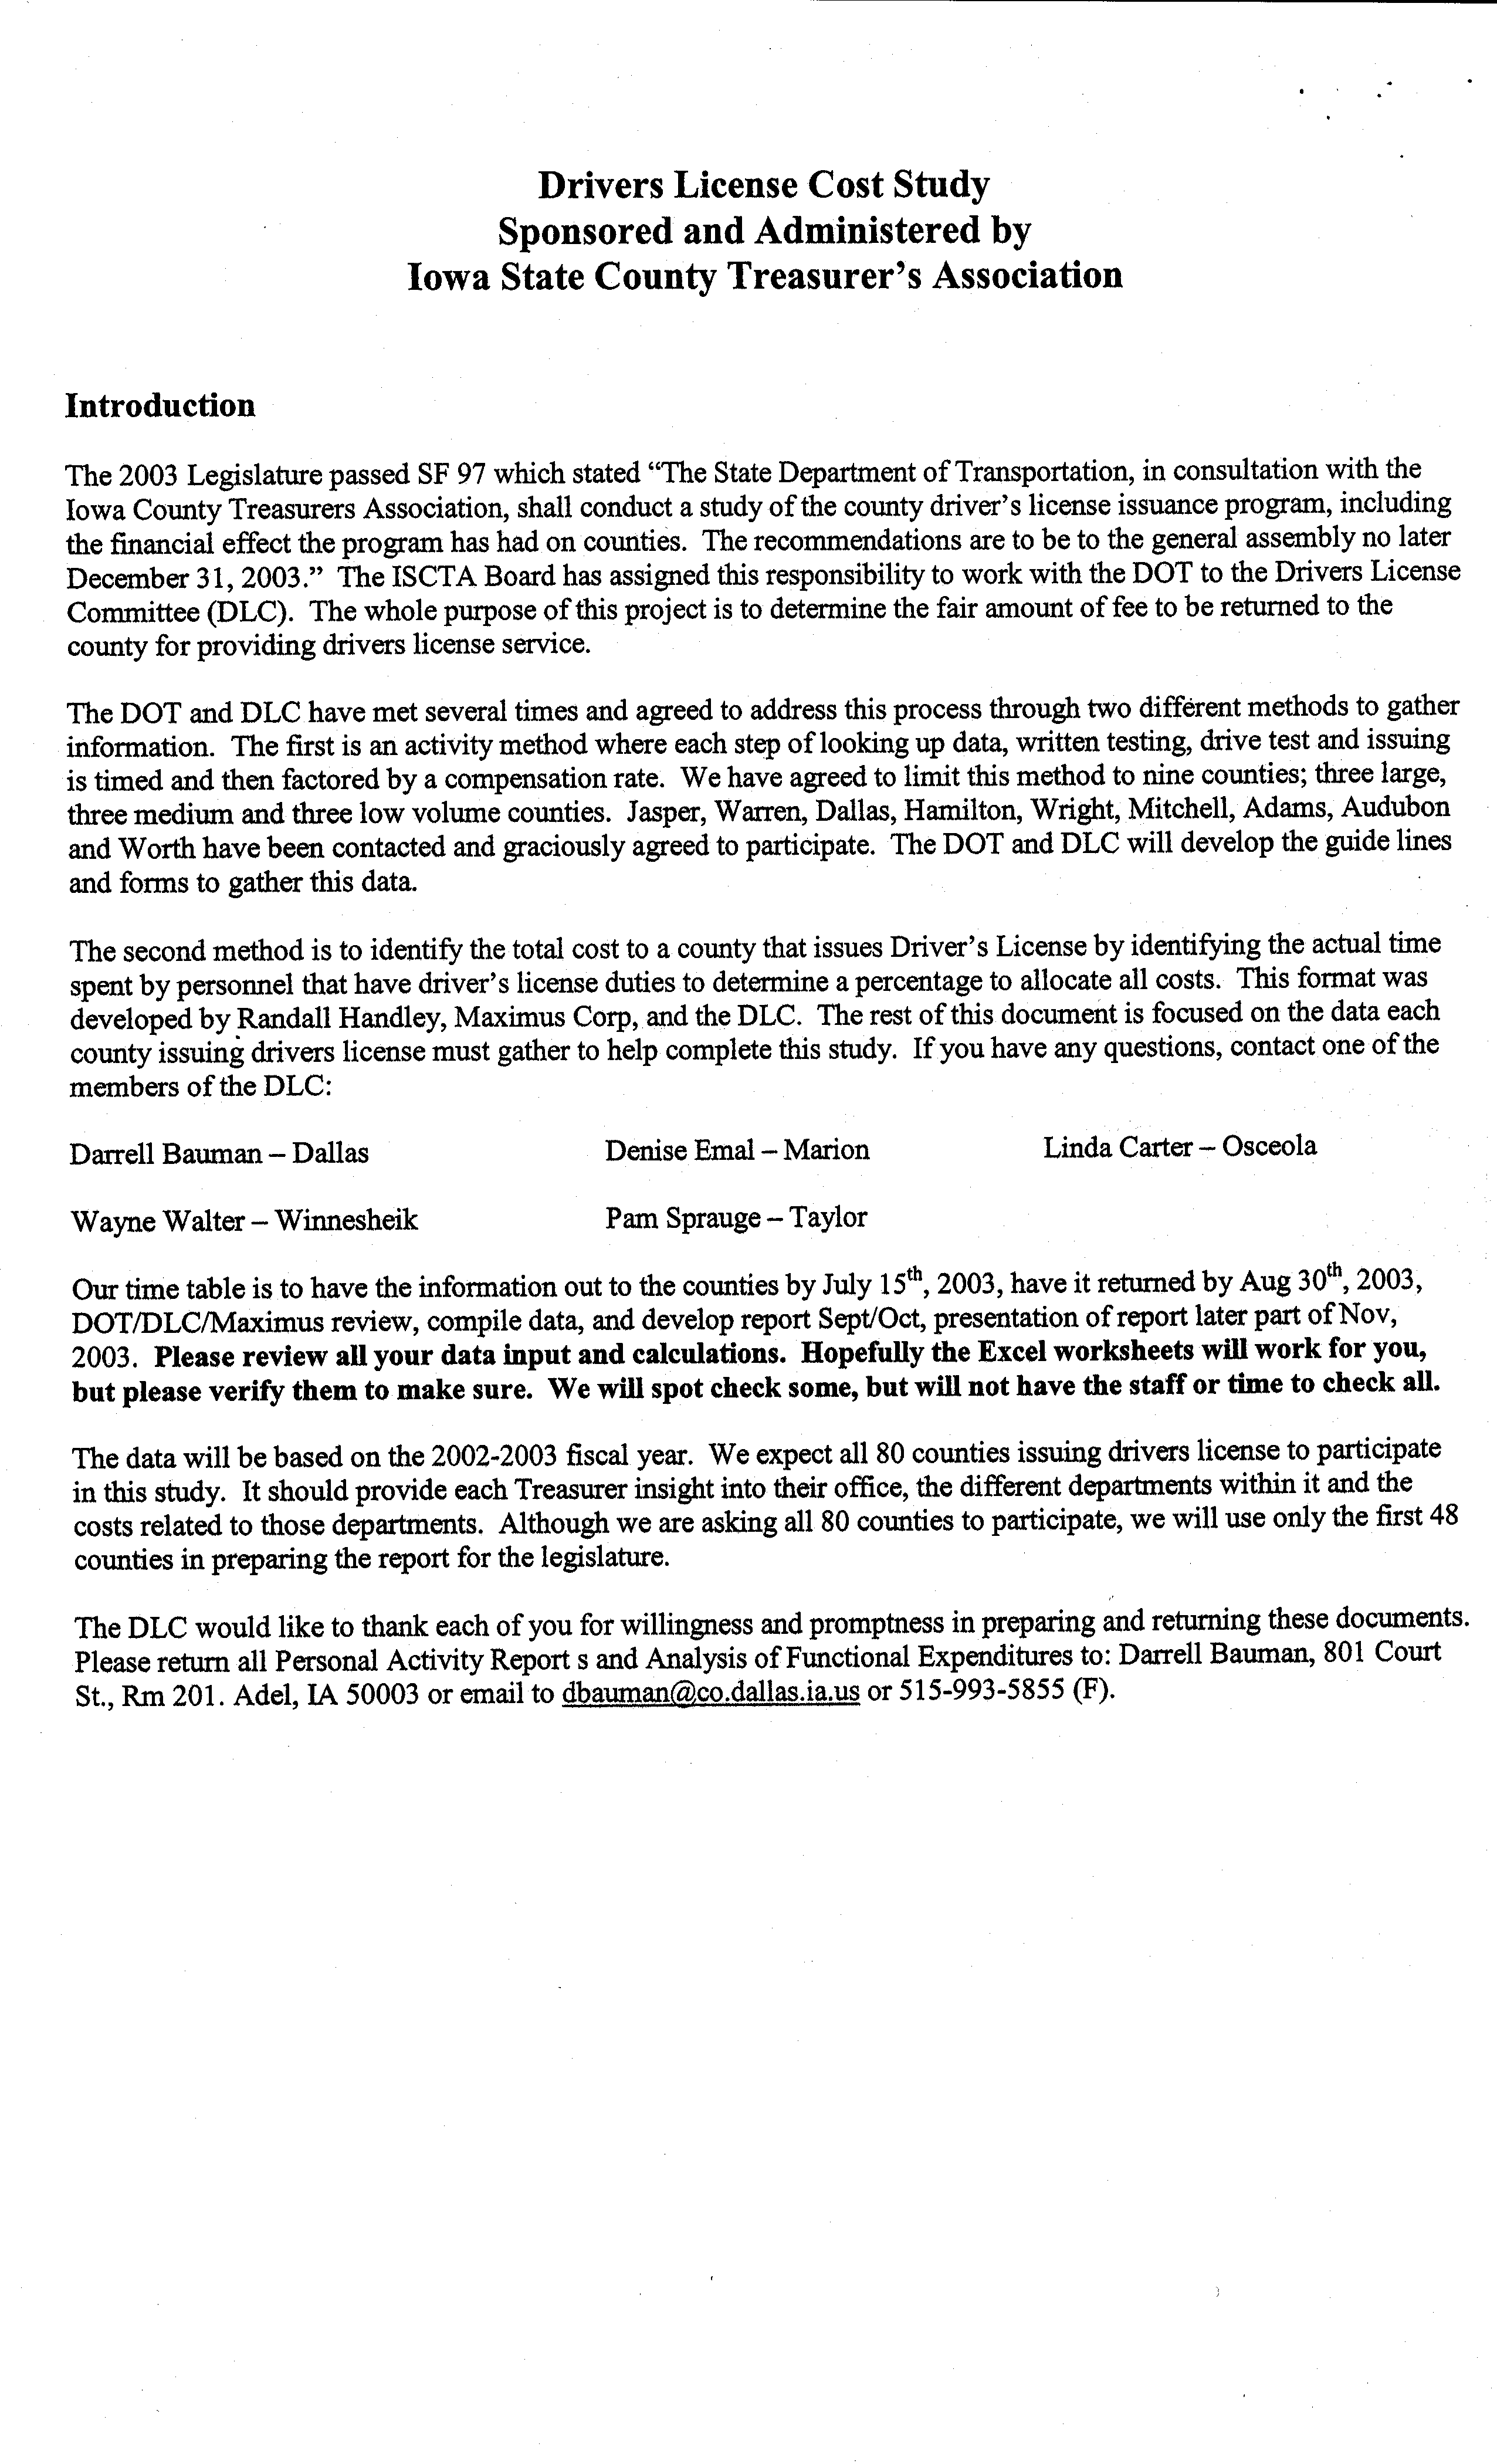 Drivers License Cost Study
Sponsored and Administered by
Iowa State County Treasurer's Association
Introduction
The 2003 Legislature passed SF 97 which stated “The State Department of Transportation, in consultation with the
Iowa County Treasurers Association, shall conduct a study of the county driver's license issuance program, including
the financial effect the program has had on counties. The recommendations are to be to the general assembly no later
December 31, 2003.” The ISCTA Board has assigned this responsibility to work with the DOT to the Drivers License
Committee (DLC). The whole purpose of this project is to determine the fair amount of fee to be returned to the
county for providing drivers license service.
The DOT and DLC have met several times and agreed to address this process through two different methods to gather
information. The first is an activity method where each step of looking up data, written testing, drive test and issuing
is timed and then factored by a compensation rate. We have agreed to limit this method to nine counties; three large,
three medium and three low volume counties. Jasper, Warren, Dallas, Hamilton, Wright, Mitchell, Adams, Audubon
and Worth have been contacted and graciously agreed to participate. The DOT and DLC will develop the guide lines
and forms to gather this data.
The second method is to identify the total cost to a county that issues Driver's License by identifying the actual time
spent by personnel that have driver's license duties to determine a percentage to allocate all costs. This format was
developed by Randall Handley, Maximus Corp, and the DLC. The rest of this document is focused on the data each
county issuing drivers license must gather to help complete this study. If you have any questions, contact one of the
members of the DLC:
Darrell Bauman – Dallas Denise Emal – Marion Linda Carter – Osceola
Wayne Walter – Winnesheik Pam Sprauge – Taylor
Our time table is to have the information out to the counties by July 15th, 2003, have it returned by Aug 30th, 2003,
DOT/DLC/Maximus review, compile data, and develop report Sept/Oct, presentation of report later part of Nov,
2003. Please review all your data input and calculations. Hopefully the Excel worksheets will work for you,
but please verify them to make sure. We will spot check some, but will not have the staff or time to check all.
The data will be based on the 2002-2003 fiscal year. We expect all 80 counties issuing drivers license to participate
in this study. It should provide each Treasurer insight into their office, the different departments within it and the
costs related to those departments. Although we are asking all 80 counties to participate, we will use only the first 48
counties in preparing the report for the legislature.
The DLC would like to thank each of you for willingness and promptness in preparing and returning these documents.
Please return all Personal Activity Report s and Analysis of Functional Expenditures to: Darrell Bauman, 801 Court
St., Rm 201. Adel, IA 50003 or email to dbauman@co.dallas.ia.us or 515-993-5855 (F).